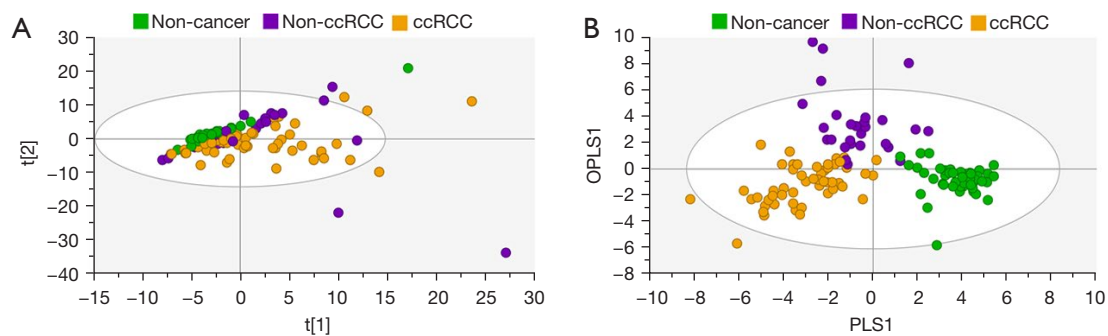 A
Non-cancer Non-ccRCC ccRCC
30
20
10
0
−10
−20
−30
−40
t[2]
−15 −10 −5 0 5 10 15 20 25 30
t[1]
B
Non-cancer Non-ccRCC ccRCC
10
8
6
4
2
0
−2
−4
−6
−8
OPLS1
−10 −8 −6 −4 −2 0 2 4 6 8 10
PLS1